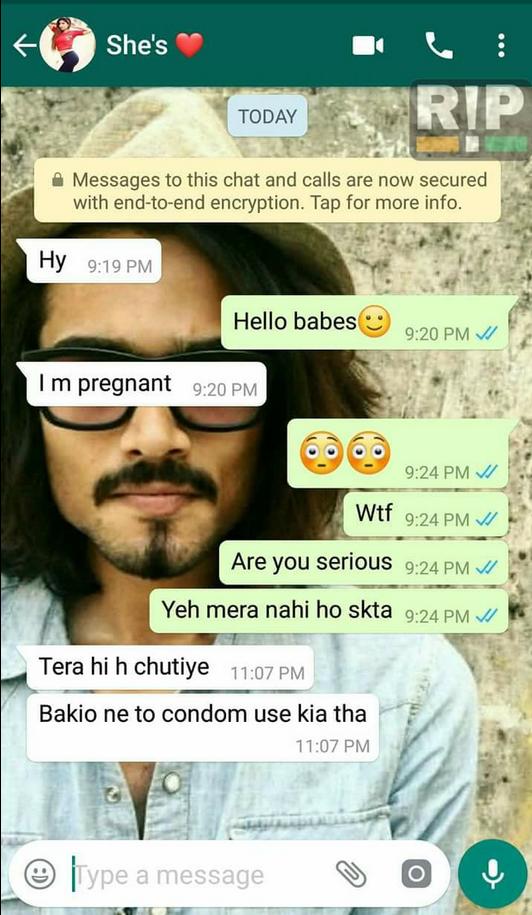 She's ❤️
R!P
TODAY
Messages to this chat and calls are now secured
with end-to-end encryption. Tap for more info.
Hy 9:19 PM
Hello babes🙂 9:20 PM
I m pregnant 9:20 PM
😳😳 9:24 PM
Wtf 9:24 PM
Are you serious 9:24 PM
Yeh mera nahi ho skta 9:24 PM
Tera hi h chutiye 11:07 PM
Bakio ne to condom use kia tha
11:07 PM
Type a message